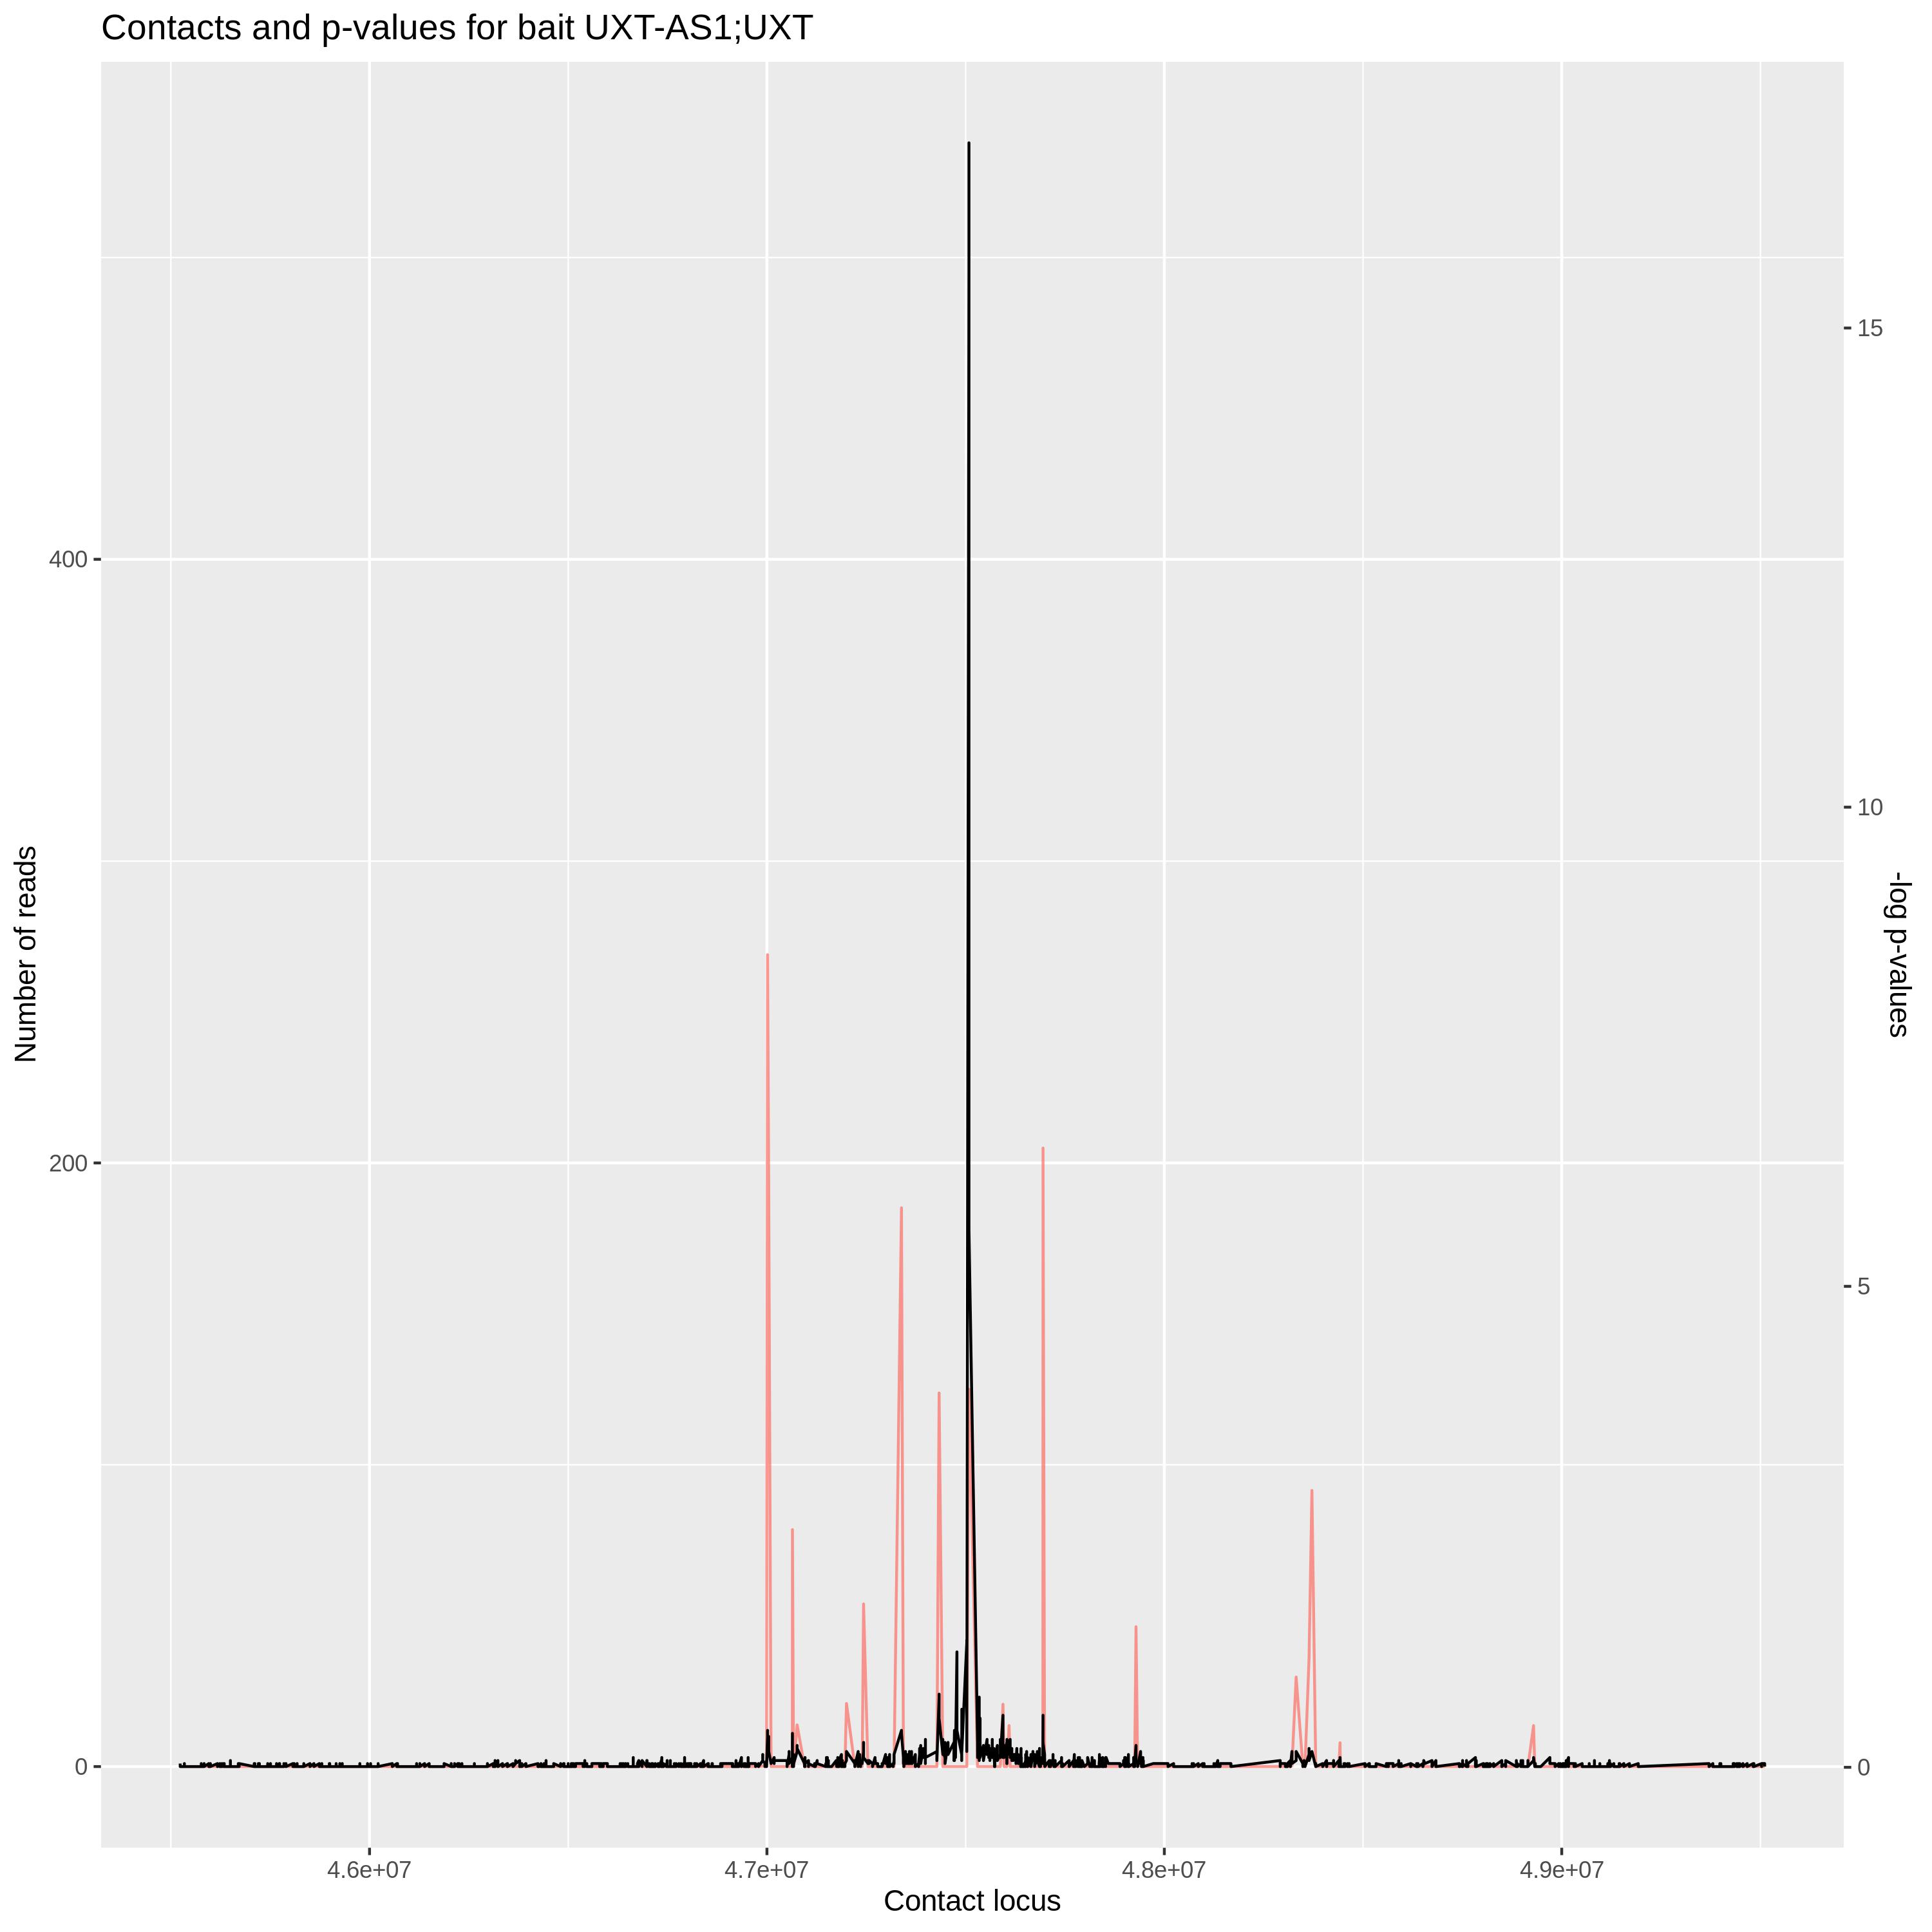 Contacts and p-values for bait UXT-AS1;UXT
Number of reads
400
200
0
15
10
5
0
-log p-values
4.6e+07
4.7e+07
4.8e+07
4.9e+07
Contact locus